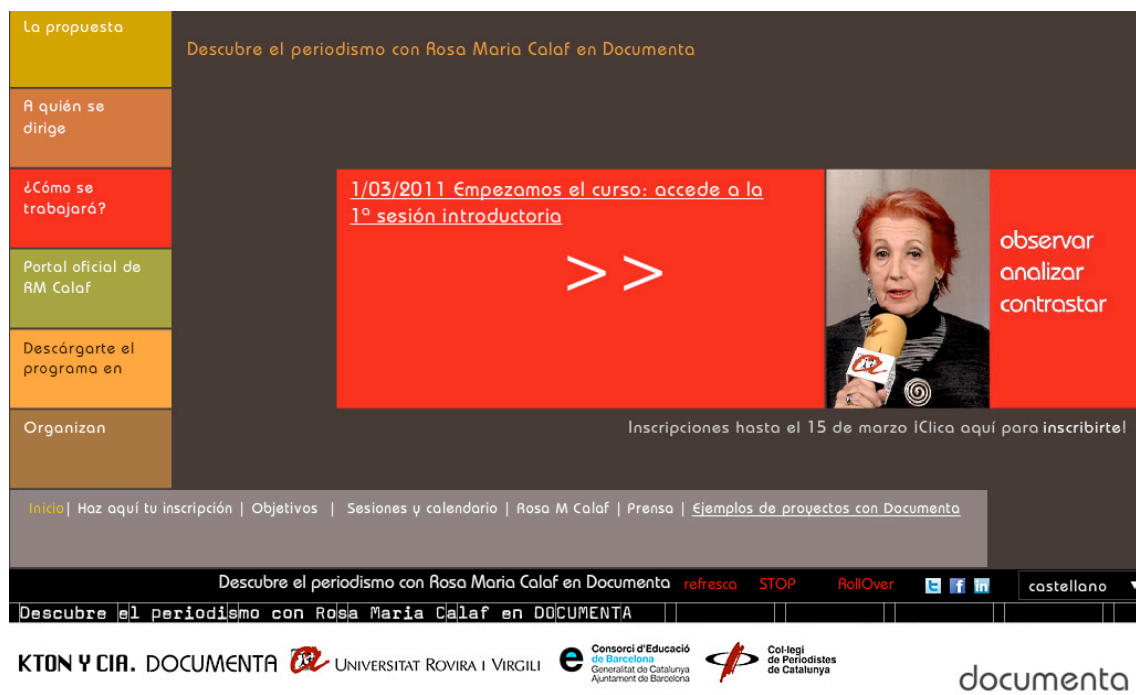 La propuesta
Descubre el periodismo con Rosa Maria Calaf en Documenta
A quién se
dirige
¿Cómo se
trabajará?
Portal oficial de
RM Calaf
Descárgarte el
programa en
Organizan
1/03/2011 Empezamos el curso: accede a la
1ª sesión introductoria
>>
observar
analizar
contrastar
Inscripciones hasta el 15 de marzo ¡Clica aquí para inscribirte!
Inicio| Haz aquí tu inscripción | Objetivos | Sesiones y calendario | Rosa M Calaf | Prensa | Ejemplos de proyectos con Documenta
Descubre el periodismo con Rosa Maria Calaf en Documenta refresca STOP RollOver castellano
Descubre el periodismo con Rosa Maria Calaf en DOCUMENTA
KTON Y CIA. DOCUMENTA UNIVERSITAT ROVIRA I VIRGILI
Consorci d'Educació
de Barcelona
Generalitat de Catalunya
Ajuntament de Barcelona
Col·legi
de Periodistes
de Catalunya
documenta